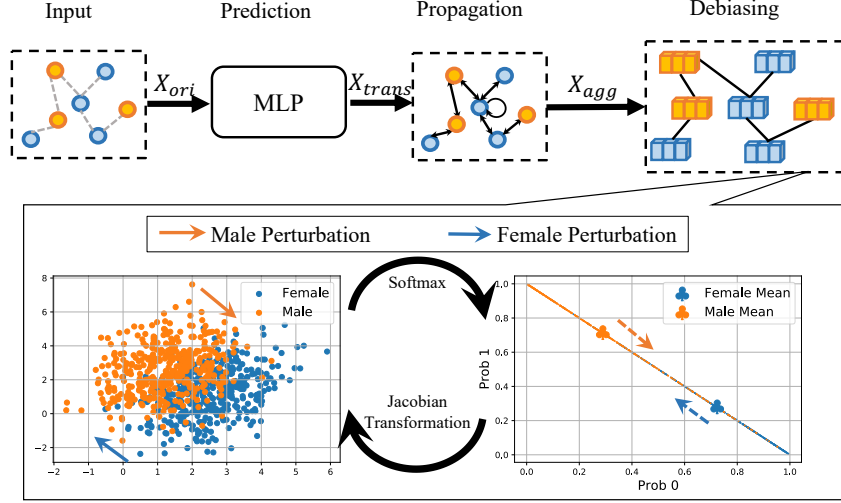 Input Prediction Propagation Debiasing
X_ori MLP X_trans X_agg
Male Perturbation Female Perturbation
Female
Male
8
6
4
2
0
−2
−2 −1 0 1 2 3 4 5 6
Softmax
Jacobian
Transformation
Female Mean
Male Mean
Prob 1
1,0
0.8
0.6
0.4
0.2
0,0
0.0 0.2 0.4 0.6 0.8 1.0
Prob 0